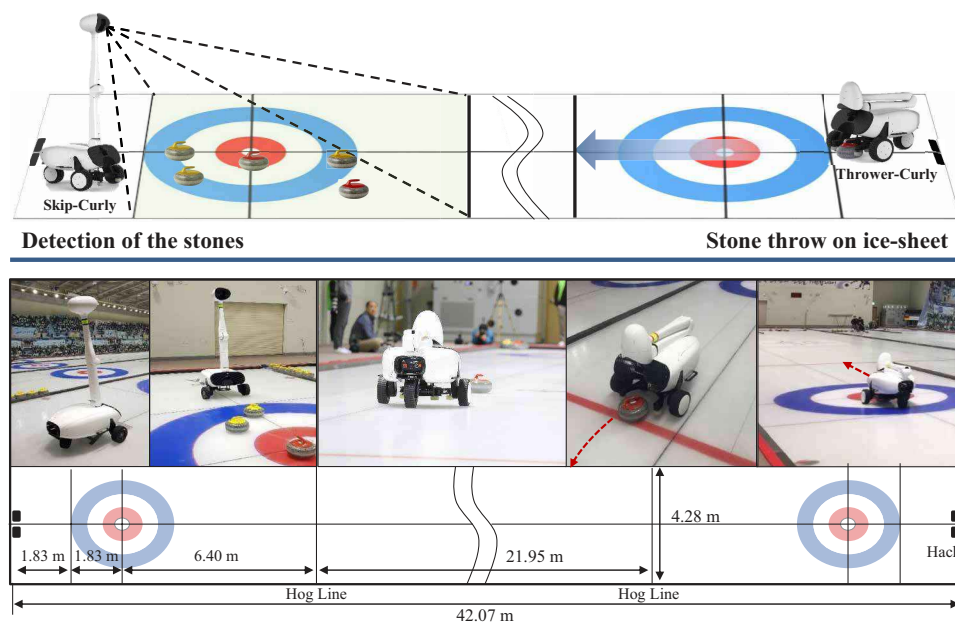 Skip-Curly
Thrower-Curly
Detection of the stones
Stone throw on ice-sheet
4.28 m
Hack
1.83 m
1.83 m
6.40 m
21.95 m
Hog Line
Hog Line
42.07 m